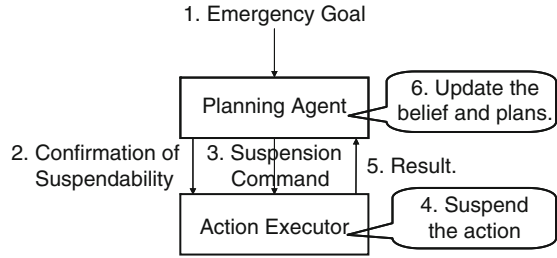 1. Emergency Goal
Planning Agent
6. Update the
belief and plans.
2. Confirmation of
Suspendability
3. Suspension
Command
5. Result.
Action Executor
4. Suspend
the action